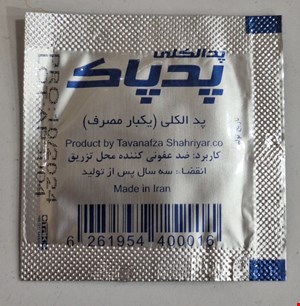 پد الکلی
پدپاک
پد الکلی (یکبار مصرف)
Product by Tavanafza Shahriyar.co
کاربرد: ضد عفونی کننده محل تزریق
انقضاء: سه سال پس از تولید
Made in Iran
6 261954 400016
PRO:10/2024